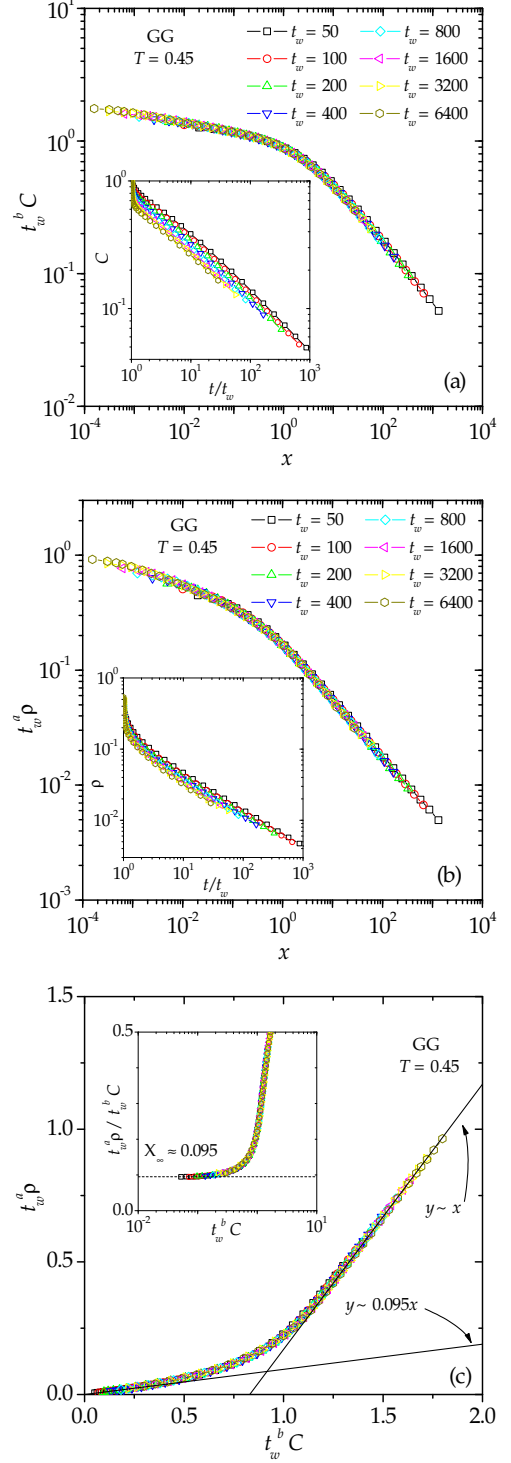 GG
T = 0.45
t_w = 50
t_w = 100
t_w = 200
t_w = 400
t_w = 800
t_w = 1600
t_w = 3200
t_w = 6400
10^1
10^0
10^-1
10^-2
t_w^b C
10^0
10^-1
C
10^0 10^1 10^2 10^3
t/t_w
(a)
10^-4 10^-2 10^0 10^2 10^4
x
GG
T = 0.45
t_w = 50
t_w = 100
t_w = 200
t_w = 400
t_w = 800
t_w = 1600
t_w = 3200
t_w = 6400
10^0
10^-1
10^-2
10^-3
t_w^a ρ
10^0
10^-1
10^-2
ρ
10^0 10^1 10^2 10^3
t/t_w
(b)
10^-4 10^-2 10^0 10^2 10^4
x
1.5
1.0
0.5
0.0
t_w^a ρ
GG
T = 0.45
0.5
0.0
t_w^a ρ / t_w^b C
X_∞ ≈ 0.095
10^-2 10^1
t_w^b C
y ~ x
y ~ 0.095x
(c)
0.0 0.5 1.0 1.5 2.0
t_w^b C